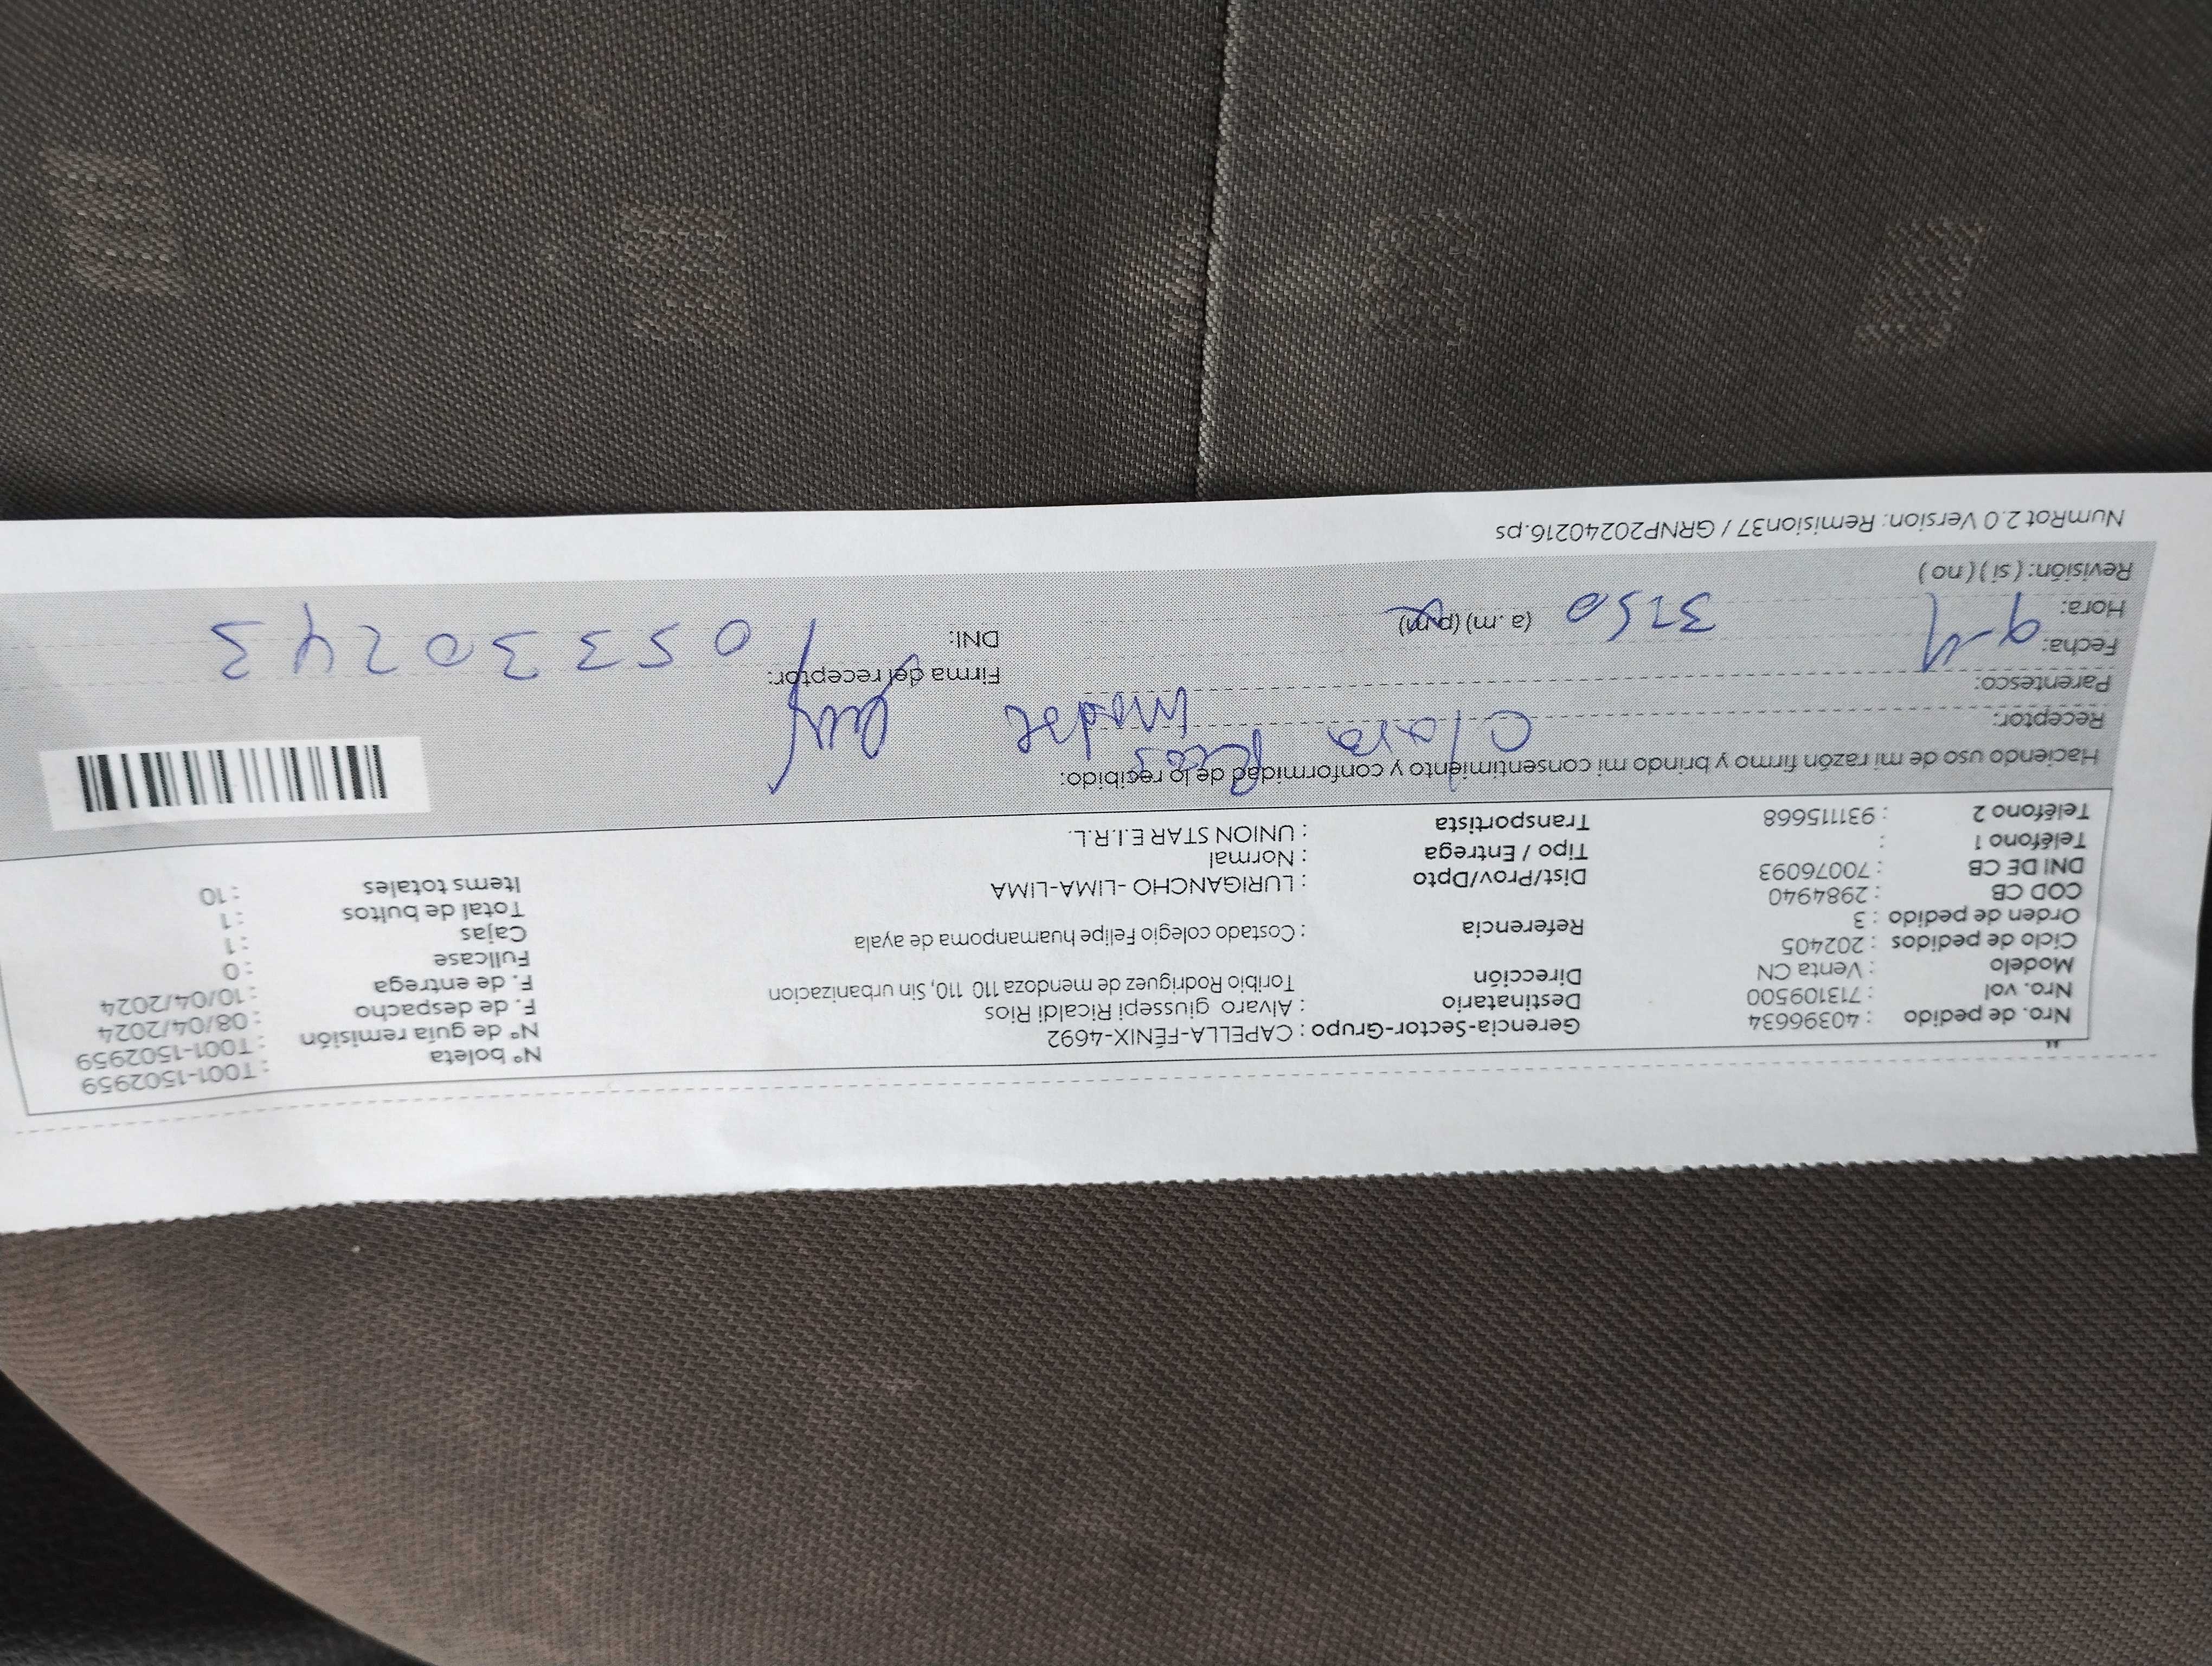 Nro. de pedido : 40396634 Gerencia-Sector-Grupo : CAPELLA-FÉNIX-4692 N° boleta : T001-1502959
Nro. vol : 713109500 Destinatario : Alvaro giussepi Ricaldi Rios N° de guía remisión : T001-1502959
Modelo : Venta CN Dirección Toribio Rodriguez de mendoza 110 110, Sin urbanizacion F. de despacho : 08/04/2024
Ciclo de pedidos : 202405 F. de entrega : 10/04/2024
Orden de pedido : 3 Referencia : Costado colegio Felipe huamanpoma de ayala Fullcase : 0
COD CB : 2984940 Cajas : 1
DNI DE CB : 70076093 Dist/Prov/Dpto : LURIGANCHO -LIMA-LIMA Total de bultos : 1
Teléfono 1 : Tipo / Entrega : Normal Items totales : 10
Teléfono 2 : 931115668 Transportista : UNION STAR E.I.R.L.
Haciendo uso de mi razón firmo y brindo mi consentimiento y conformidad de lo recibido:
Receptor: Clara
Parentesco: madre Firma del receptor:
Fecha: 9-4 DNI: 05330243
Hora: 3:50 (a.m) (p.m)
Revisión: (si) (no)
NumRot 2.0 Version: Remision37 / GRNP20240216.ps